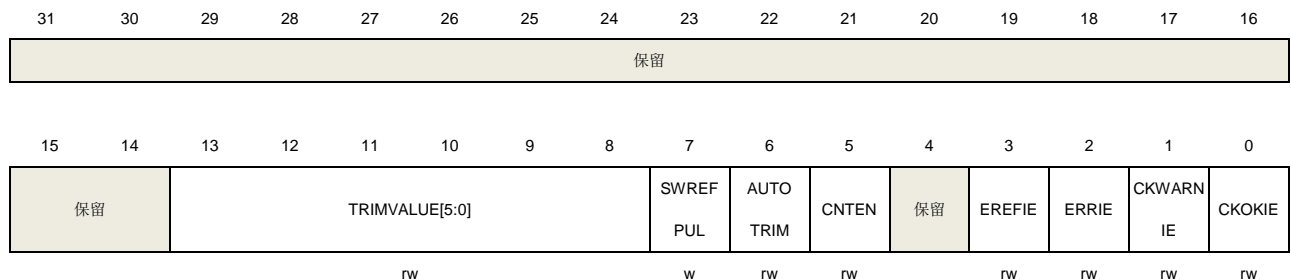 31 30 29 28 27 26 25 24 23 22 21 20 19 18 17 16
保留
15 14 13 12 11 10 9 8 7 6 5 4 3 2 1 0
保留 TRIMVALUE[5:0] SWREF PUL AUTO TRIM CNTEN 保留 EREFIE ERRIE CKWARN IE CKOKIE
rw w rw rw rw rw rw rw